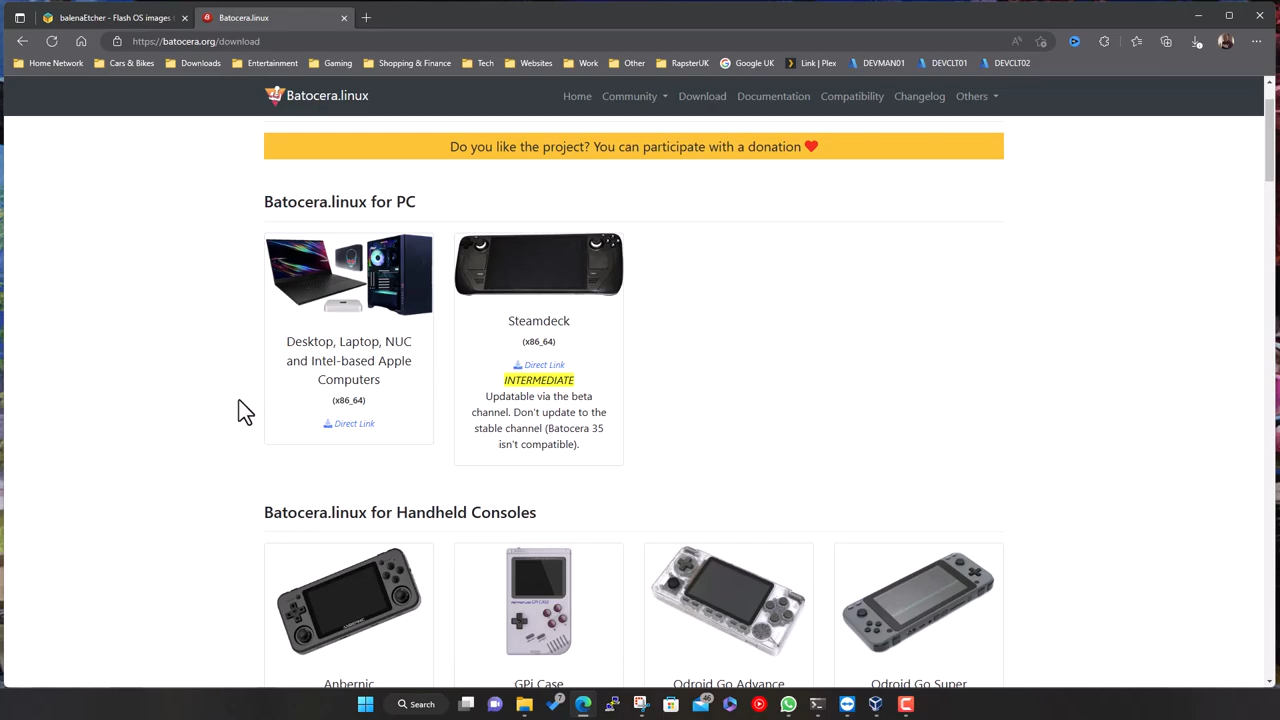 balenaEtcher - Flash OS images t
Batocera.linux
https://batocera.org/download
Home Network
Cars & Bikes
Downloads
Entertainment
Gaming
Shopping & Finance
Tech
Websites
Work
Other
RapsterUK
Google UK
Link | Plex
DEVMAN01
DEVCLT01
DEVCLT02
Batocera.linux
Home
Community
Download
Documentation
Compatibility
Changelog
Others
Do you like the project? You can participate with a donation
Batocera.linux for PC
Desktop, Laptop, NUC
and Intel-based Apple
Computers
(x86_64)
Direct Link
Steamdeck
(x86_64)
Direct Link
INTERMEDIATE
Updatable via the beta
channel. Don't update to the
stable channel (Batocera 35
isn't compatible).
Batocera.linux for Handheld Consoles
Anbernic
GPi Case
Odroid Go Advance
Odroid Go Super
Search
7
46